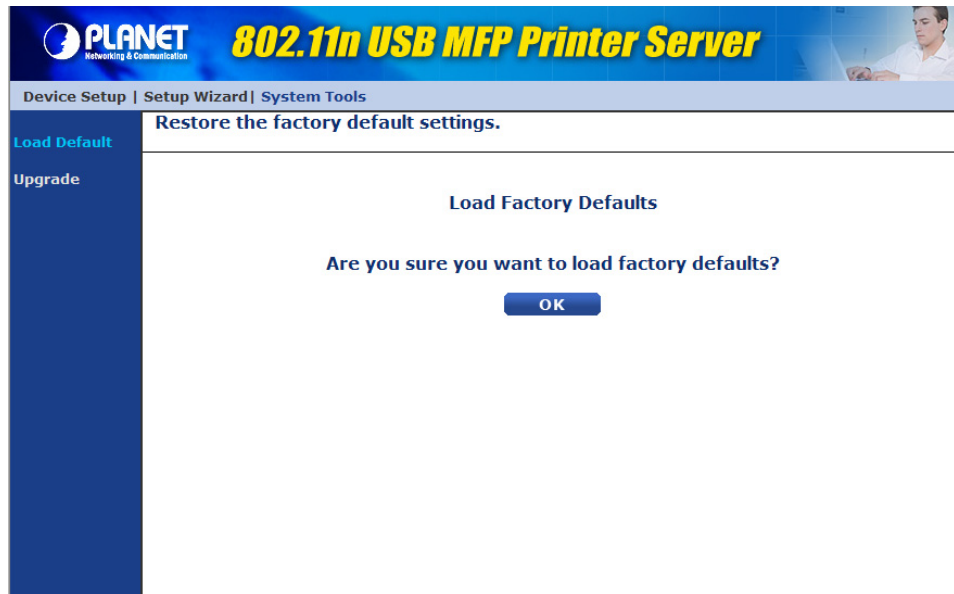 PLANET
Networking & Communication
802.11n USB MFP Printer Server
Device Setup | Setup Wizard| System Tools
Load Default
Upgrade
Restore the factory default settings.
Load Factory Defaults
Are you sure you want to load factory defaults?
OK